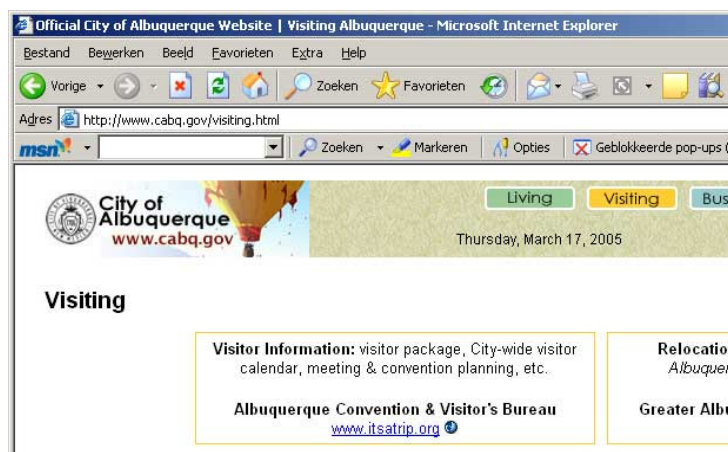 Official City of Albuquerque Website | Visiting Albuquerque - Microsoft Internet Explorer
Bestand Bewerken Beeld Favorieten Extra Help
Vorige Zoeken Favorieten
Adres http://www.cabq.gov/visiting.html
msn Zoeken Markeren Opties Geblokkeerde pop-ups (
City of
Albuquerque
www.cabq.gov
Living Visiting Bus
Thursday, March 17, 2005
Visiting
Visitor Information: visitor package, City-wide visitor
calendar, meeting & convention planning, etc.
Albuquerque Convention & Visitor's Bureau
www.itsatrip.org
Relocatio
Albuquer
Greater Albu